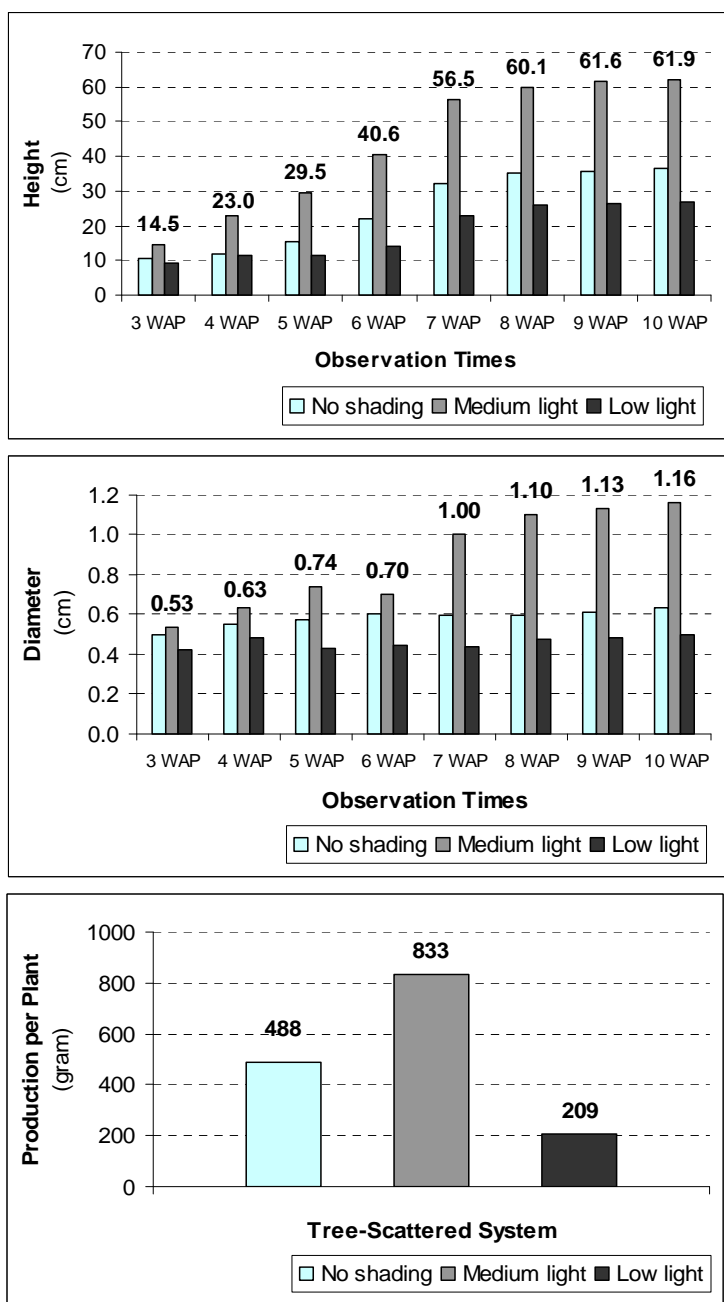 70
60
50
40
30
20
10
0
Height
(cm)
14.5
23.0
29.5
40.6
56.5
60.1
61.6
61.9
3 WAP 4 WAP 5 WAP 6 WAP 7 WAP 8 WAP 9 WAP 10 WAP
Observation Times
No shading Medium light Low light
1.2
1.0
0.8
0.6
0.4
0.2
0.0
Diameter
(cm)
0.53
0.63
0.74
0.70
1.00
1.10
1.13
1.16
3 WAP 4 WAP 5 WAP 6 WAP 7 WAP 8 WAP 9 WAP 10 WAP
Observation Times
No shading Medium light Low light
1000
800
600
400
200
0
Production per Plant
(gram)
488
833
209
Tree-Scattered System
No shading Medium light Low light